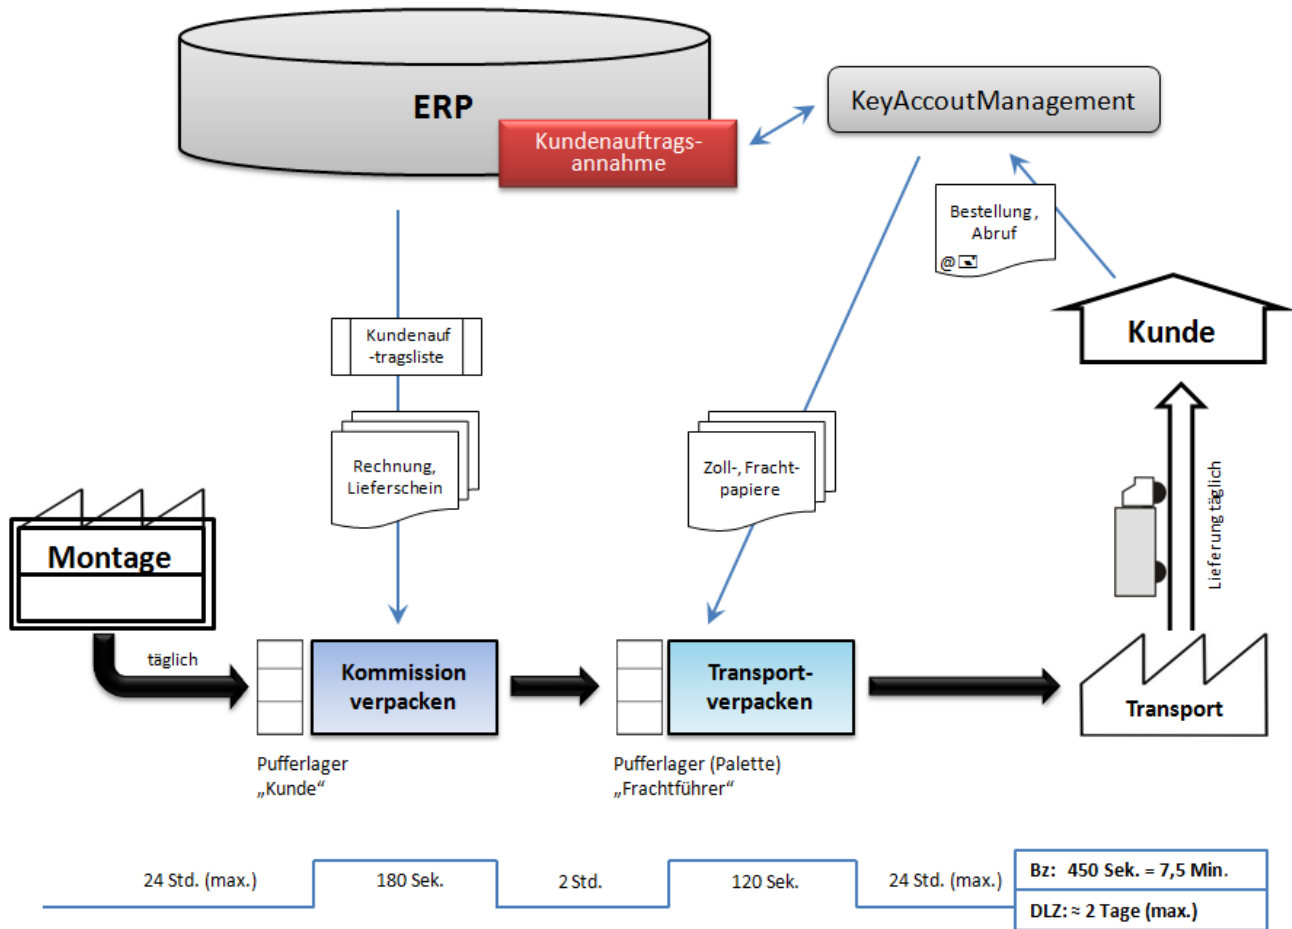 ERP
Kundenauftrags-
annahme
KeyAccoutManagement
Bestellung,
Abruf
@
Kunde
Kundenauf
-tragsliste
Rechnung,
Lieferschein
Zoll-, Fracht-
papiere
Lieferung täglich
Montage
täglich
Kommission
verpacken
Transport-
verpacken
Transport
Pufferlager
„Kunde“
Pufferlager (Palette)
„Frachtführer“
24 Std. (max.)
180 Sek.
2 Std.
120 Sek.
24 Std. (max.)
Bz: 450 Sek. = 7,5 Min.
DLZ: ≈ 2 Tage (max.)